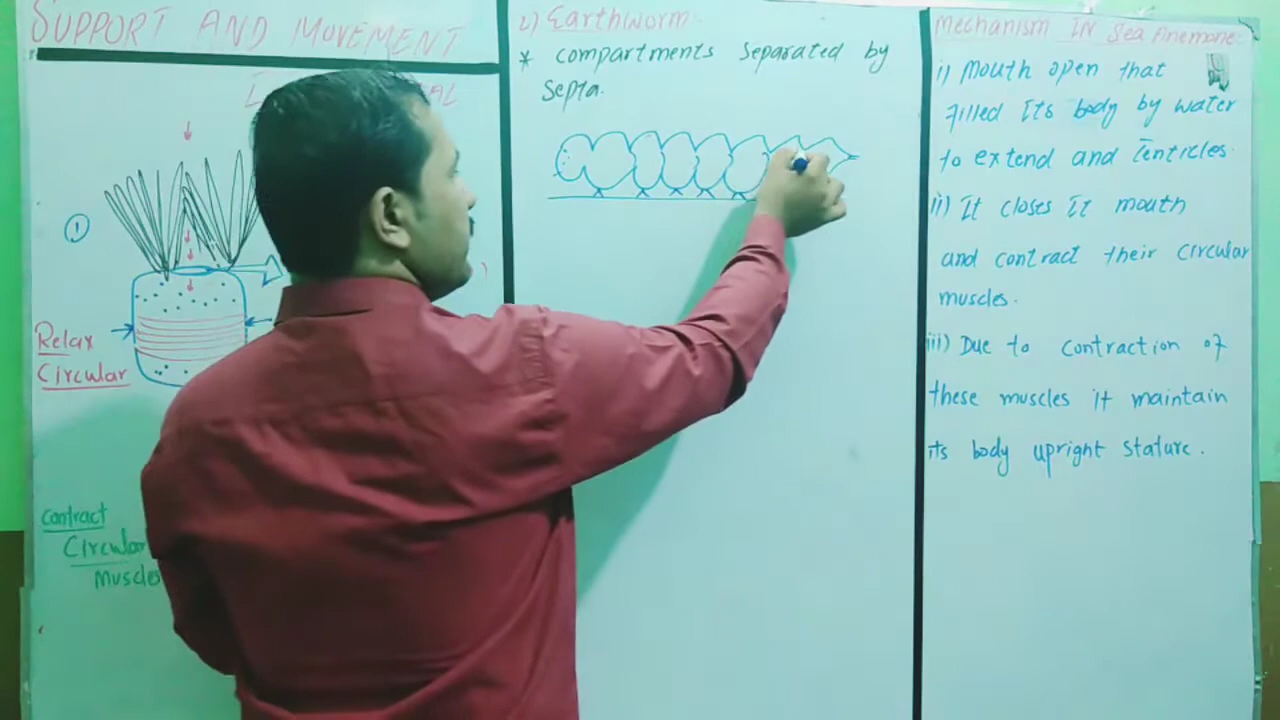 SUPPORT AND MOVEMENT
1
Relax
Circular
Contract
Circular
Muscles
2) Earthworm
* compartments separated by
Septa.
Mechanism IN Sea Anemone
i) Mouth open that
filled Its body by water
to extend and Tenticles.
ii) It closes It mouth
and contract their circular
muscles.
iii) Due to contraction of
these muscles it maintain
its body upright stature.